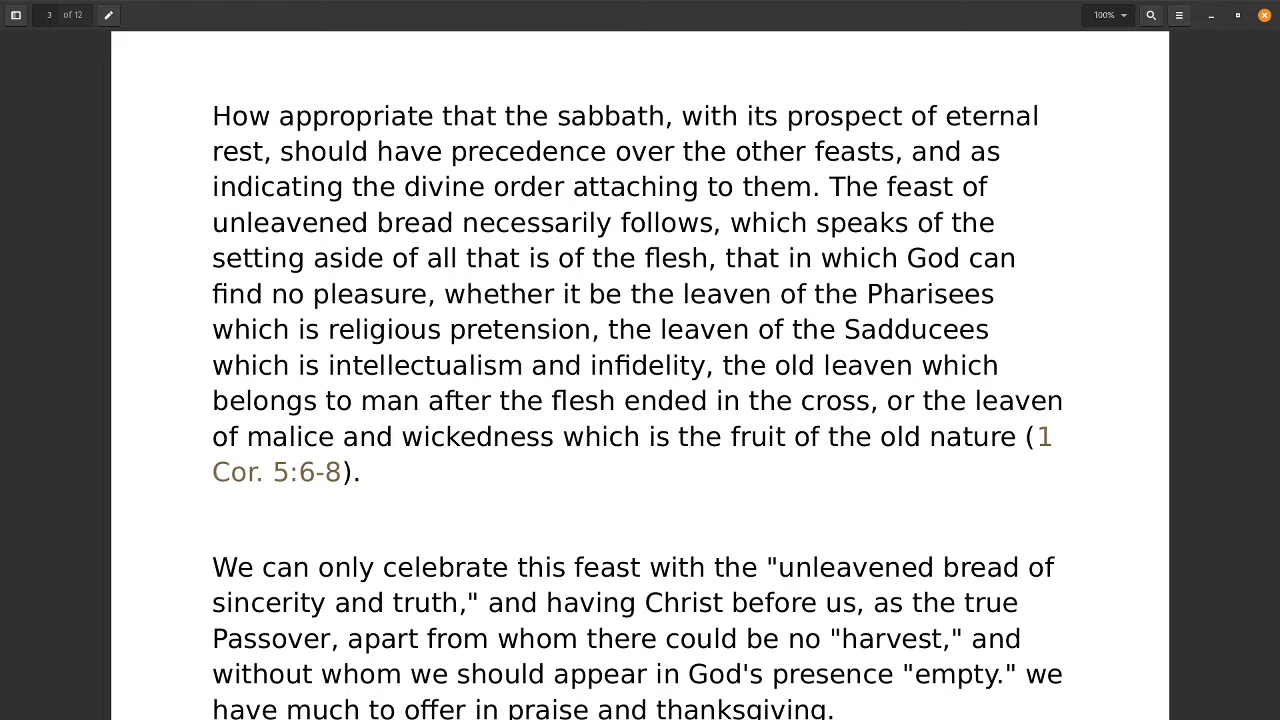 3 of 12
100%
How appropriate that the sabbath, with its prospect of eternal
rest, should have precedence over the other feasts, and as
indicating the divine order attaching to them. The feast of
unleavened bread necessarily follows, which speaks of the
setting aside of all that is of the flesh, that in which God can
find no pleasure, whether it be the leaven of the Pharisees
which is religious pretension, the leaven of the Sadducees
which is intellectualism and infidelity, the old leaven which
belongs to man after the flesh ended in the cross, or the leaven
of malice and wickedness which is the fruit of the old nature (1
Cor. 5:6-8).
We can only celebrate this feast with the "unleavened bread of
sincerity and truth," and having Christ before us, as the true
Passover, apart from whom there could be no "harvest," and
without whom we should appear in God's presence "empty." we
have much to offer in praise and thanksgiving.